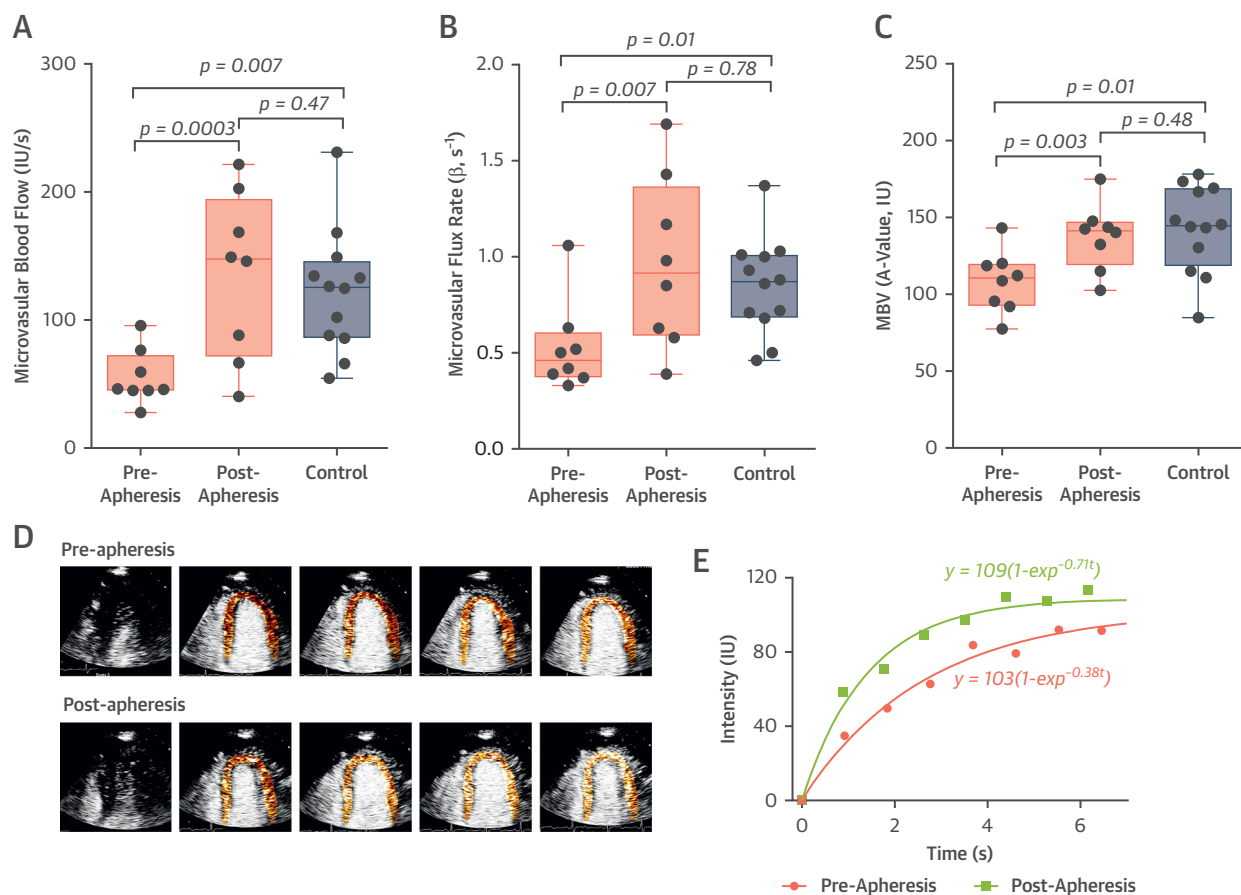 A
Microvasular Blood Flow (IU/s)
300
200
100
0
p = 0.007
p = 0.47
p = 0.0003
Pre-
Apheresis
Post-
Apheresis
Control
B
Microvasular Flux Rate (β, s⁻¹)
2.0
1.5
1.0
0.5
0.0
p = 0.01
p = 0.78
p = 0.007
Pre-
Apheresis
Post-
Apheresis
Control
C
MBV (A-Value, IU)
250
200
150
100
50
0
p = 0.01
p = 0.48
p = 0.003
Pre-
Apheresis
Post-
Apheresis
Control
D
Pre-apheresis
Post-apheresis
E
Intensity (IU)
120
80
40
0
y = 109(1-exp⁻⁰·⁷¹ᵗ)
y = 103(1-exp⁻⁰·³⁸ᵗ)
0 2 4 6
Time (s)
Pre-Apheresis Post-Apheresis